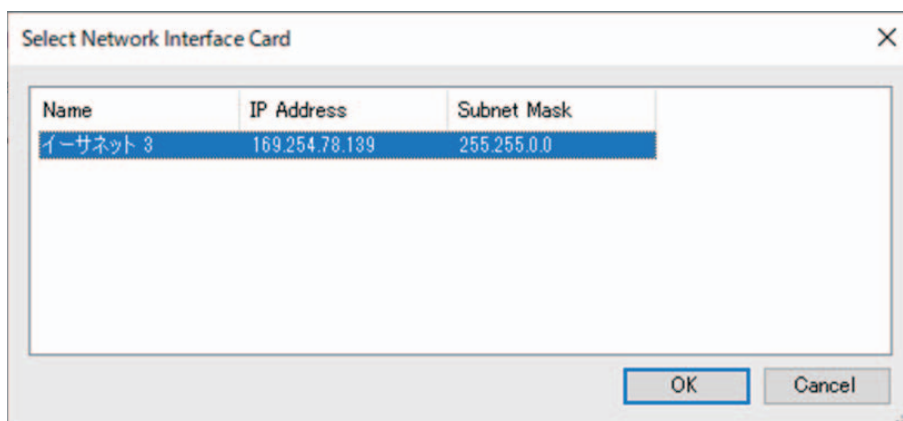 Select Network Interface Card
Name IP Address Subnet Mask
イーサネット 3 169.254.78.139 255.255.0.0
OK Cancel